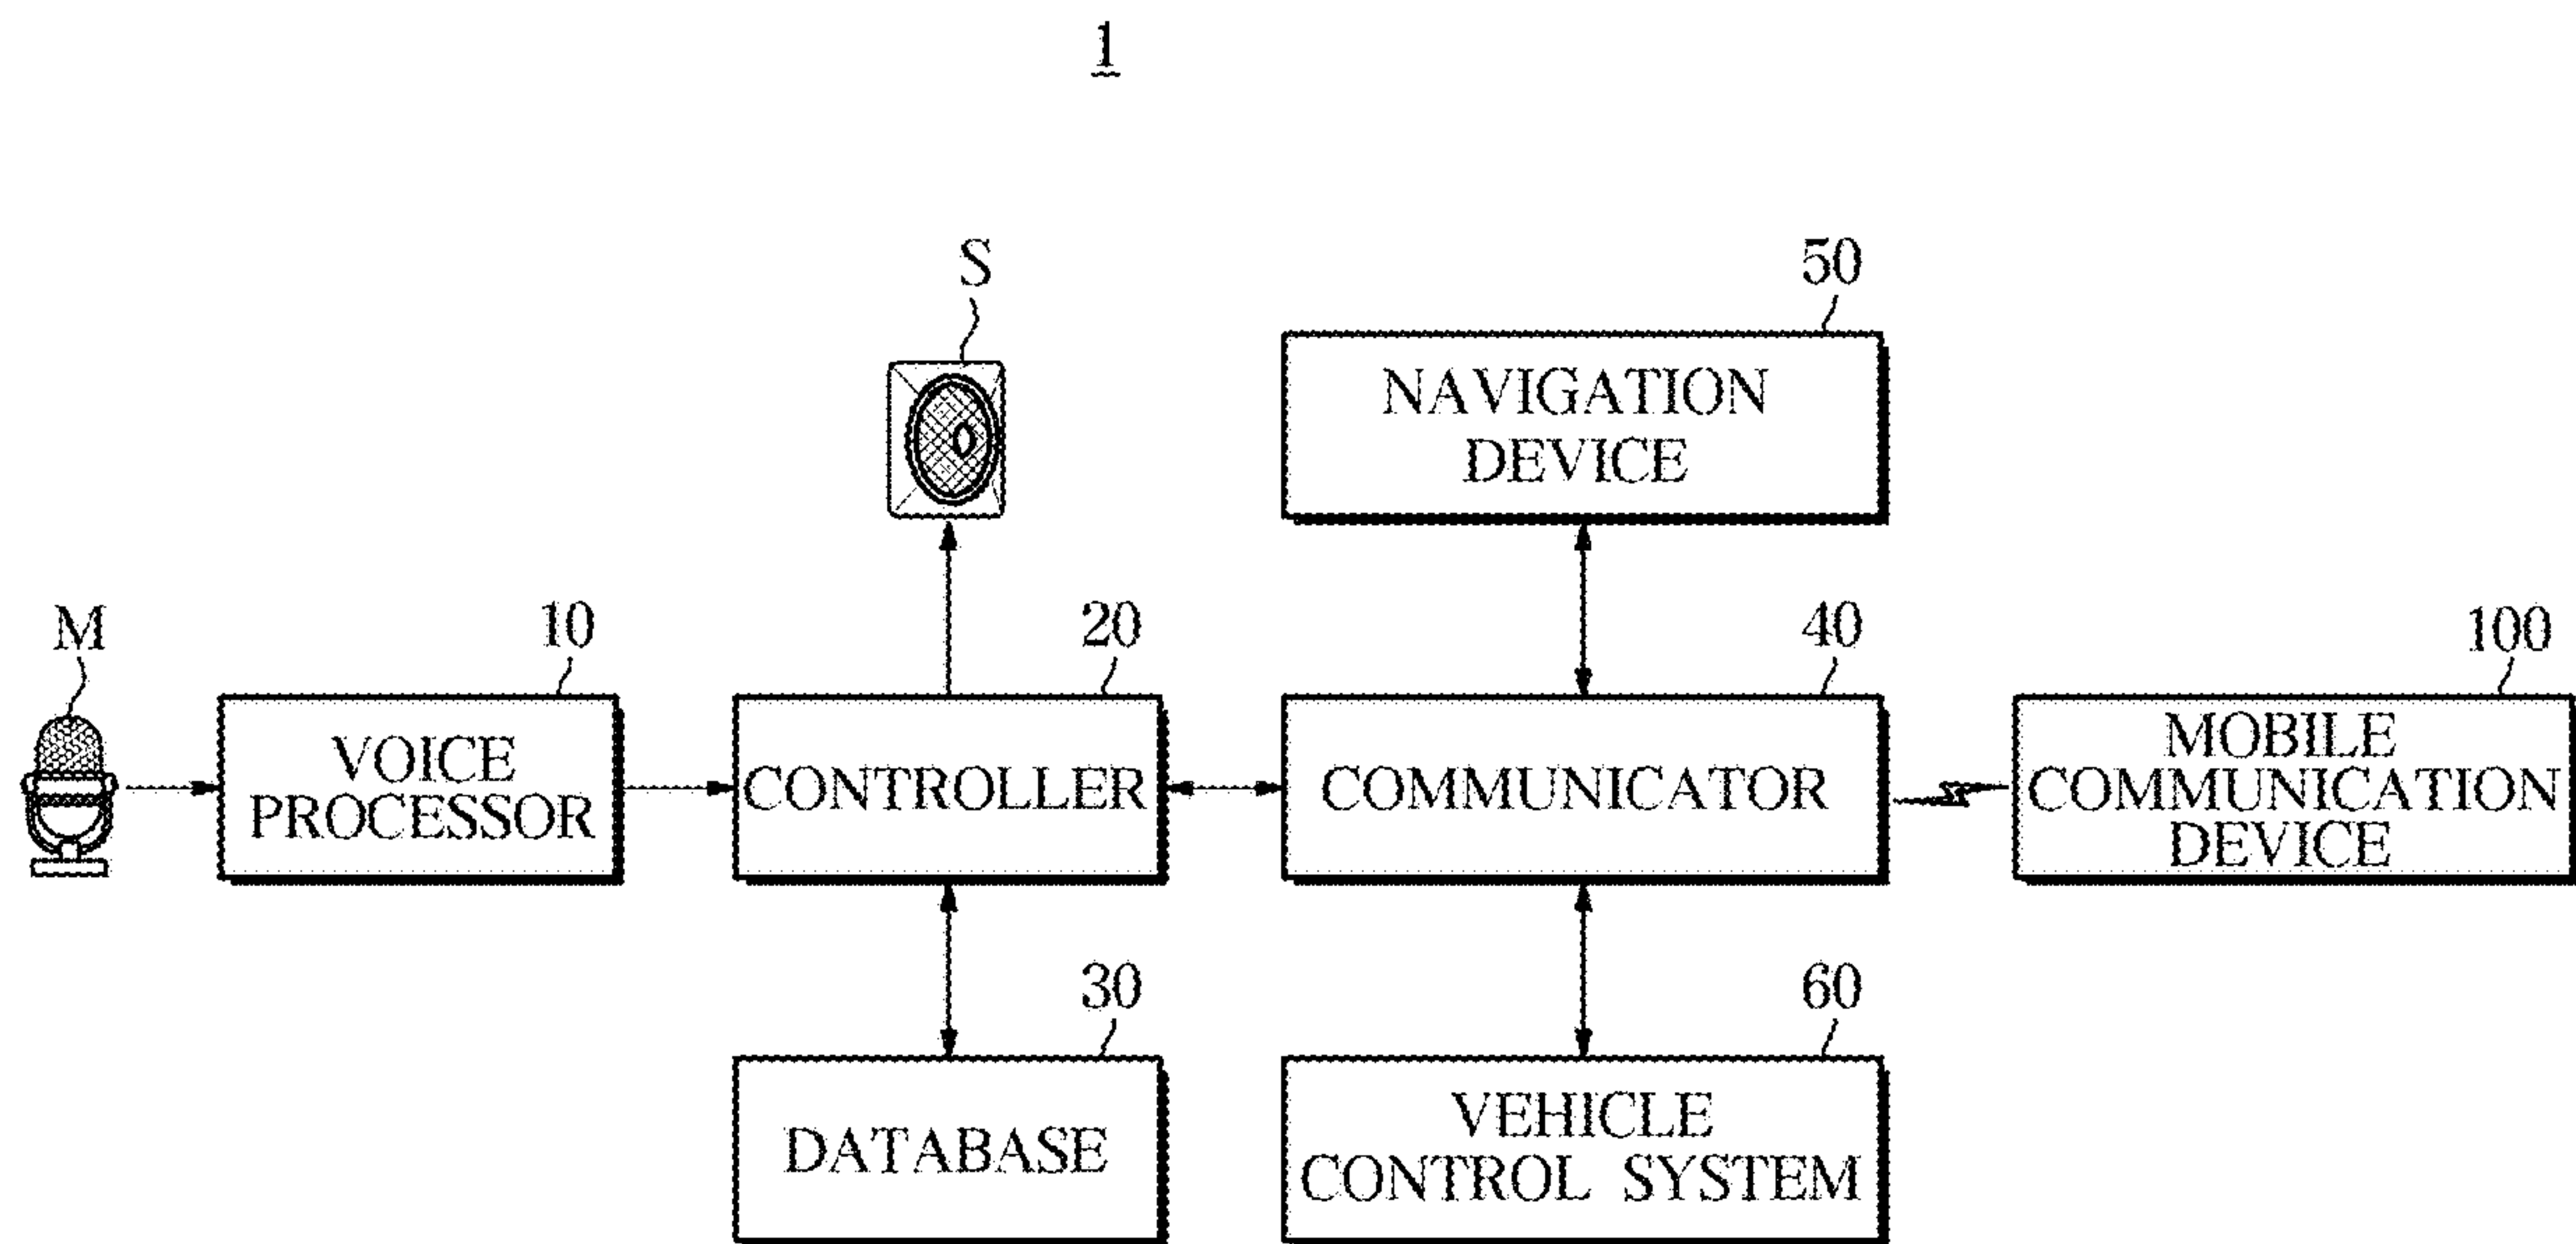 1
S
50
NAVIGATION
DEVICE
M
10
20
40
100
VOICE
PROCESSOR
CONTROLLER
COMMUNICATOR
MOBILE
COMMUNICATION
DEVICE
30
60
DATABASE
VEHICLE
CONTROL SYSTEM